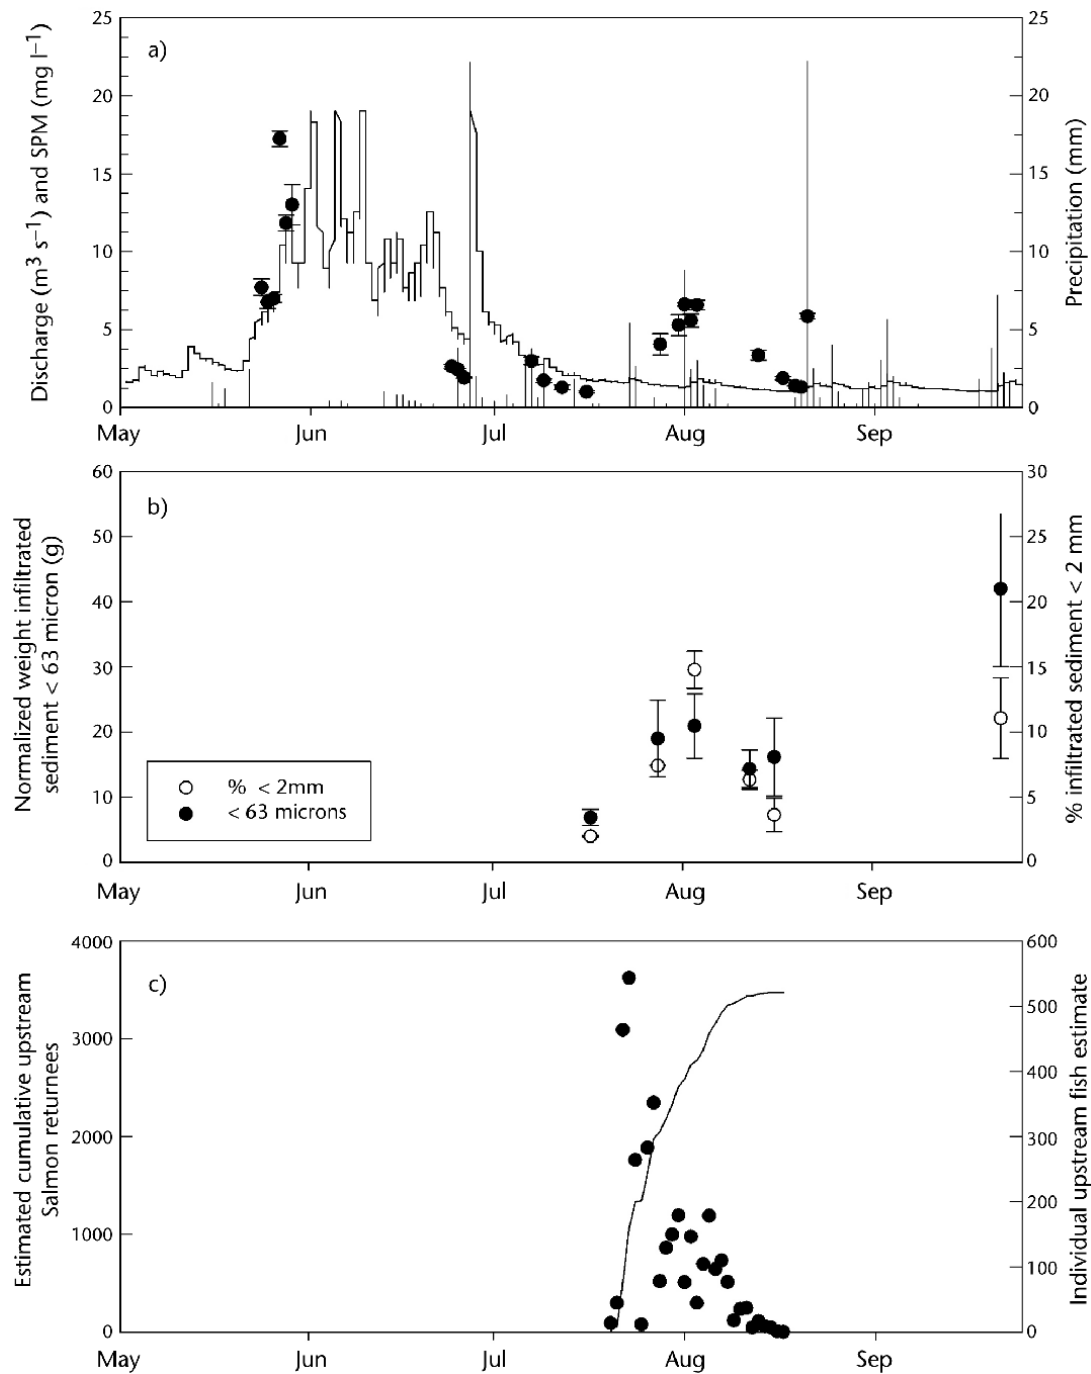 a)
Discharge (m³ s⁻¹) and SPM (mg l⁻¹)
25
20
15
10
5
0
Precipitation (mm)
25
20
15
10
5
0
May Jun Jul Aug Sep
b)
Normalized weight infiltrated
sediment < 63 micron (g)
60
50
40
30
20
10
0
% infiltrated sediment < 2 mm
30
25
20
15
10
5
0
% < 2mm
< 63 microns
May Jun Jul Aug Sep
c)
Estimated cumulative upstream
Salmon returnees
4000
3000
2000
1000
0
Individual upstream fish estimate
600
500
400
300
200
100
0
May Jun Jul Aug Sep